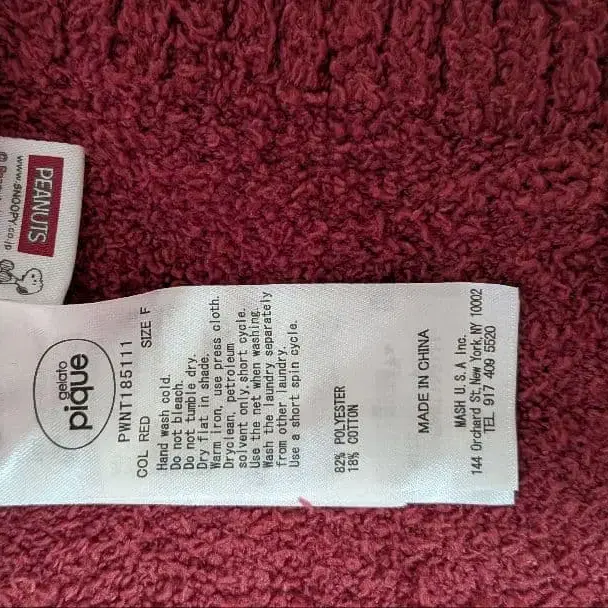 PEANUTS
www.SNOOPY.co.jp
gelato
pique
PWNT185111
COL RED SIZE F
Hand wash cold.
Do not bleach.
Do not tumble dry.
Dry flat in shade.
Warm iron, use press cloth.
Dryclean, petroleum
solvent only,short cycle.
Use the net when washing.
Wash the laundry separately
from other laundry.
Use a short spin cycle.
82% POLYESTER
18% COTTON
MADE IN CHINA
MASH U.S.A Inc.
144 Orchard St, New York, NY 10002
TEL 917 409 5520